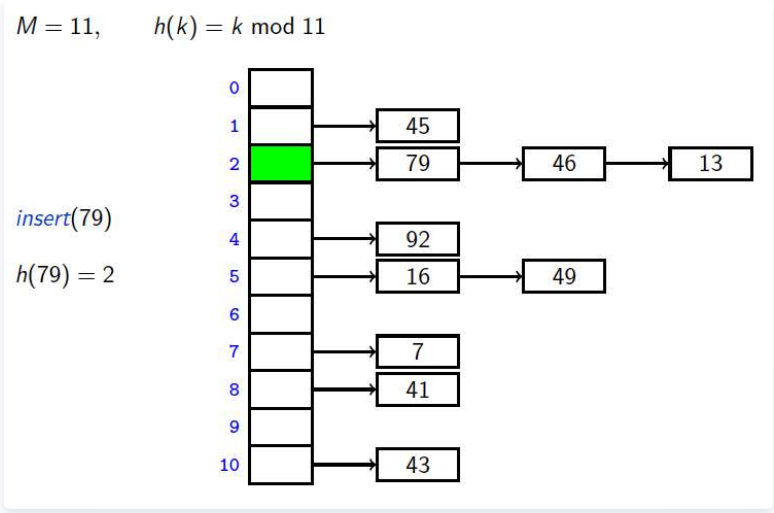 M = 11, h(k) = k mod 11
0
1 45
2 79 46 13
3
insert(79)
4 92
h(79) = 2
5 16 49
6
7 7
8 41
9
10 43